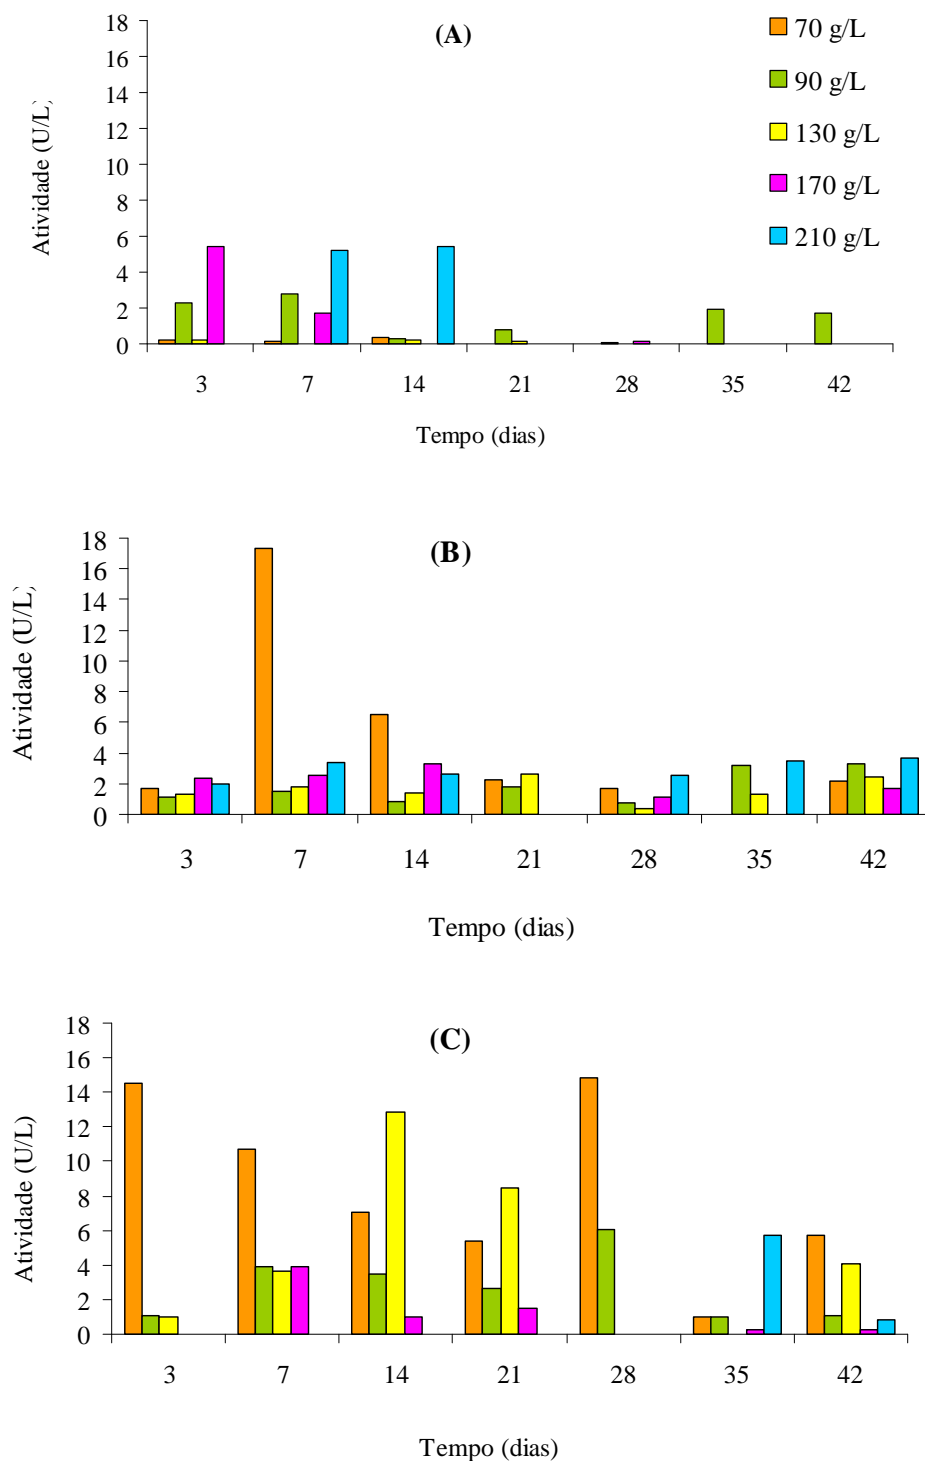 (A)
70 g/L
90 g/L
130 g/L
170 g/L
210 g/L
Atividade (U/L)
18
16
14
12
10
8
6
4
2
0
3 7 14 21 28 35 42
Tempo (dias)
(B)
Atividade (U/L)
18
16
14
12
10
8
6
4
2
0
3 7 14 21 28 35 42
Tempo (dias)
(C)
Atividade (U/L)
18
16
14
12
10
8
6
4
2
0
3 7 14 21 28 35 42
Tempo (dias)